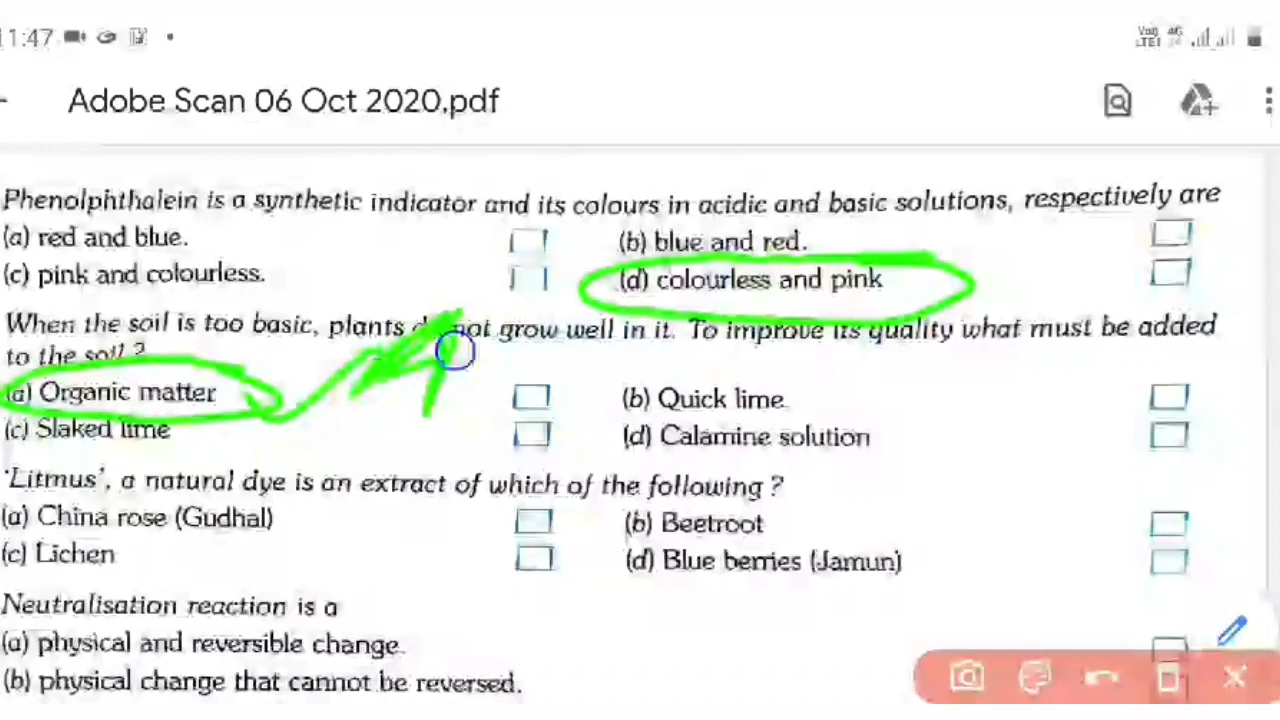 11:47
Adobe Scan 06 Oct 2020.pdf
Phenolphthalein is a synthetic indicator and its colours in acidic and basic solutions, respectively are
(a) red and blue. (b) blue and red.
(c) pink and colourless. (d) colourless and pink
When the soil is too basic, plants do not grow well in it. To improve its quality what must be added
to the soil ?
(a) Organic matter (b) Quick lime
(c) Slaked lime (d) Calamine solution
'Litmus', a natural dye is an extract of which of the following ?
(a) China rose (Gudhal) (b) Beetroot
(c) Lichen (d) Blue berries (Jamun)
Neutralisation reaction is a
(a) physical and reversible change.
(b) physical change that cannot be reversed.